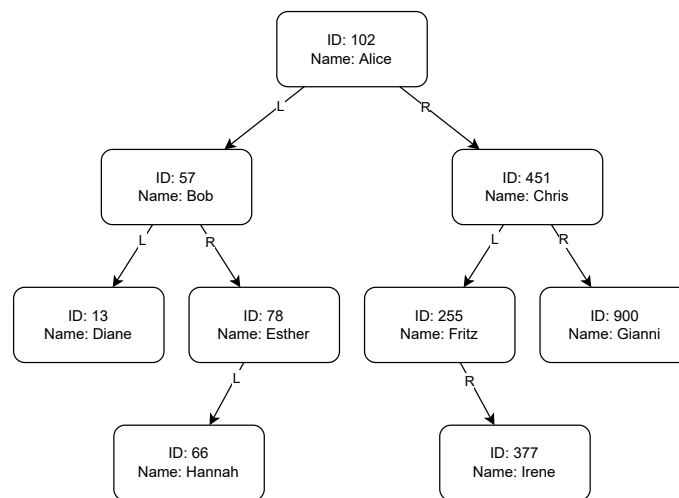 ID: 102
Name: Alice
L
R
ID: 57
Name: Bob
ID: 451
Name: Chris
L
R
L
R
ID: 13
Name: Diane
ID: 78
Name: Esther
ID: 255
Name: Fritz
ID: 900
Name: Gianni
L
R
ID: 66
Name: Hannah
ID: 377
Name: Irene